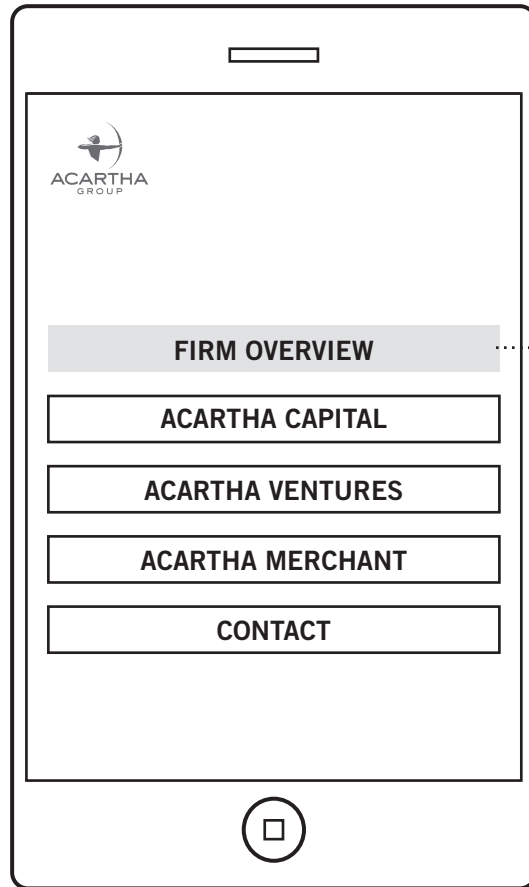 ACARTHA
GROUP
FIRM OVERVIEW
ACARTHA CAPITAL
ACARTHA VENTURES
ACARTHA MERCHANT
CONTACT